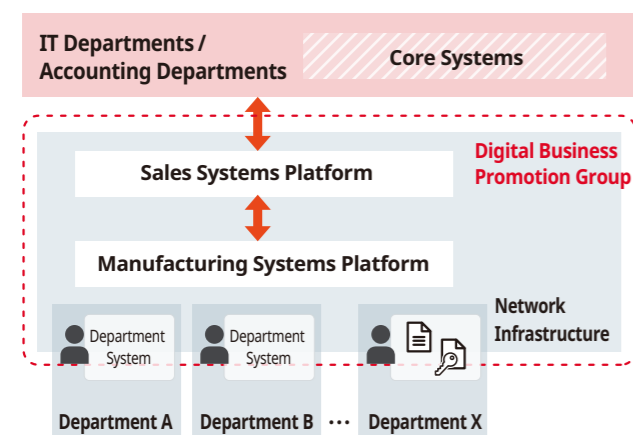 IT Departments /
Accounting Departments
Core Systems
Digital Business
Promotion Group
Sales Systems Platform
Manufacturing Systems Platform
Network
Infrastructure
Department
System
Department
System
Department A
Department B
...
Department X